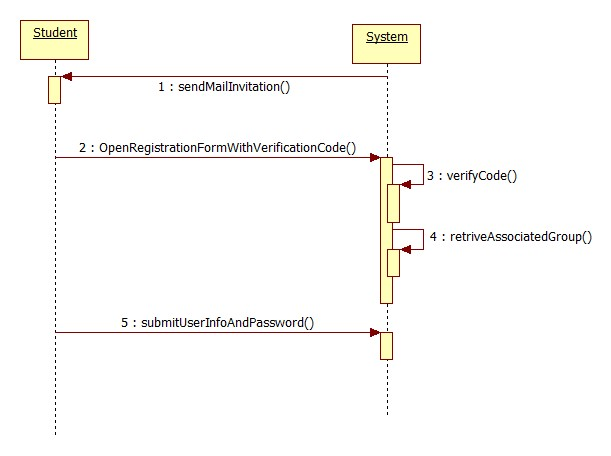 Student
System
1 : sendMailInvitation()
2 : OpenRegistrationFormWithVerificationCode()
3 : verifyCode()
4 : retriveAssociatedGroup()
5 : submitUserInfoAndPassword()